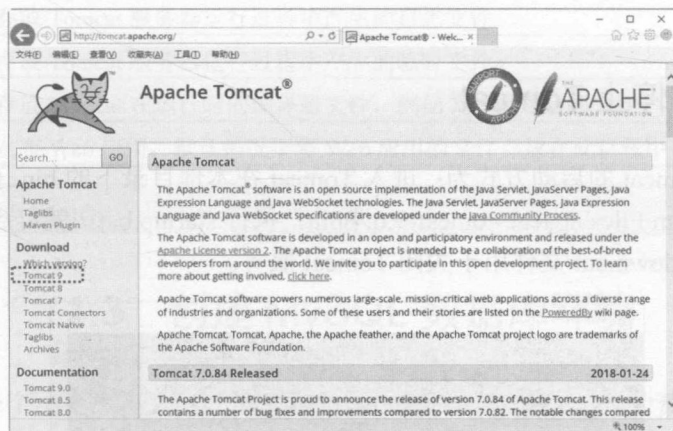 http://tomcat.apache.org/
Apache Tomcat® - Welc... ×
文件(F) 编辑(E) 查看(V) 收藏夹(A) 工具(T) 帮助(H)
Apache Tomcat®
SUPPORT APACHE
THE
APACHE
SOFTWARE FOUNDATION
Search... GO
Apache Tomcat
Home
Taglibs
Maven Plugin
Download
Which version?
Tomcat 9
Tomcat 8
Tomcat 7
Tomcat Connectors
Tomcat Native
Taglibs
Archives
Documentation
Tomcat 9.0
Tomcat 8.5
Tomcat 8.0
Apache Tomcat
The Apache Tomcat® software is an open source implementation of the Java Servlet, JavaServer Pages, Java
Expression Language and Java WebSocket technologies. The Java Servlet, JavaServer Pages, Java Expression
Language and Java WebSocket specifications are developed under the Java Community Process.
The Apache Tomcat software is developed in an open and participatory environment and released under the
Apache License version 2. The Apache Tomcat project is intended to be a collaboration of the best-of-breed
developers from around the world. We invite you to participate in this open development project. To learn
more about getting involved, click here.
Apache Tomcat software powers numerous large-scale, mission-critical web applications across a diverse range
of industries and organizations. Some of these users and their stories are listed on the PoweredBy wiki page.
Apache Tomcat, Tomcat, Apache, the Apache feather, and the Apache Tomcat project logo are trademarks of
the Apache Software Foundation.
Tomcat 7.0.84 Released 2018-01-24
The Apache Tomcat Project is proud to announce the release of version 7.0.84 of Apache Tomcat. This release
contains a number of bug fixes and improvements compared to version 7.0.82. The notable changes compared
100%